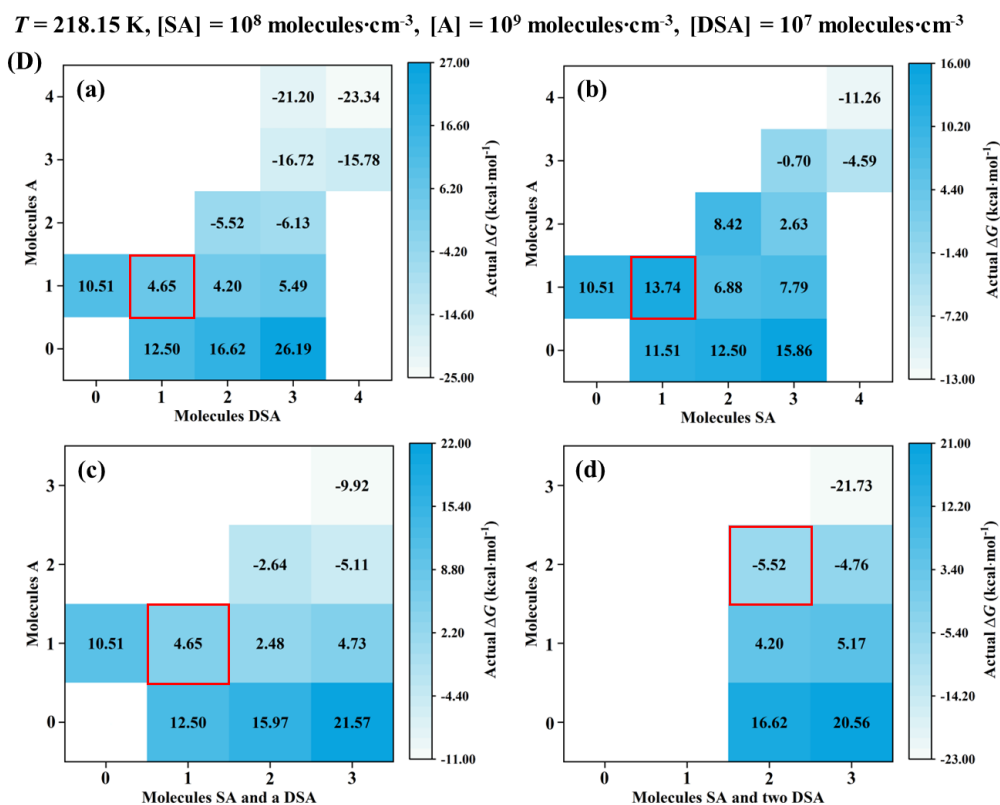 T = 218.15 K, [SA] = 10⁸ molecules·cm⁻³, [A] = 10⁹ molecules·cm⁻³, [DSA] = 10⁷ molecules·cm⁻³
(D)
(a)
Molecules A
4
3
2
1
0
-21.20 -23.34
-16.72 -15.78
-5.52 -6.13
10.51 4.65 4.20 5.49
12.50 16.62 26.19
0 1 2 3 4
Molecules DSA
27.00
16.60
6.20
-4.20
-14.60
-25.00
Actual ΔG (kcal·mol⁻¹)
(b)
Molecules A
4
3
2
1
0
-11.26
-0.70 -4.59
8.42 2.63
10.51 13.74 6.88 7.79
11.51 12.50 15.86
0 1 2 3 4
Molecules SA
16.00
10.20
4.40
-1.40
-7.20
-13.00
Actual ΔG (kcal·mol⁻¹)
(c)
Molecules A
3
2
1
0
-9.92
-2.64 -5.11
10.51 4.65 2.48 4.73
12.50 15.97 21.57
0 1 2 3
Molecules SA and a DSA
22.00
15.40
8.80
2.20
-4.40
-11.00
Actual ΔG (kcal·mol⁻¹)
(d)
Molecules A
3
2
1
0
-21.73
-5.52 -4.76
4.20 5.17
16.62 20.56
0 1 2 3
Molecules SA and two DSA
21.00
12.20
3.40
-5.40
-14.20
-23.00
Actual ΔG (kcal·mol⁻¹)